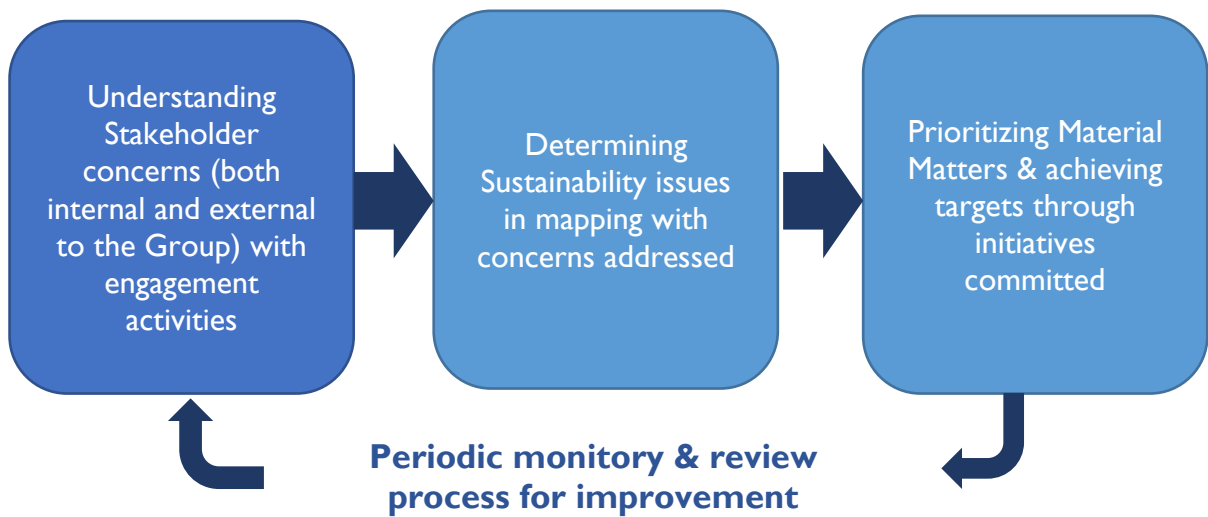 Understanding
Stakeholder
concerns (both
internal and external
to the Group) with
engagement
activities
Determining
Sustainability issues
in mapping with
concerns addressed
Prioritizing Material
Matters & achieving
targets through
initiatives
committed
Periodic monitory & review
process for improvement